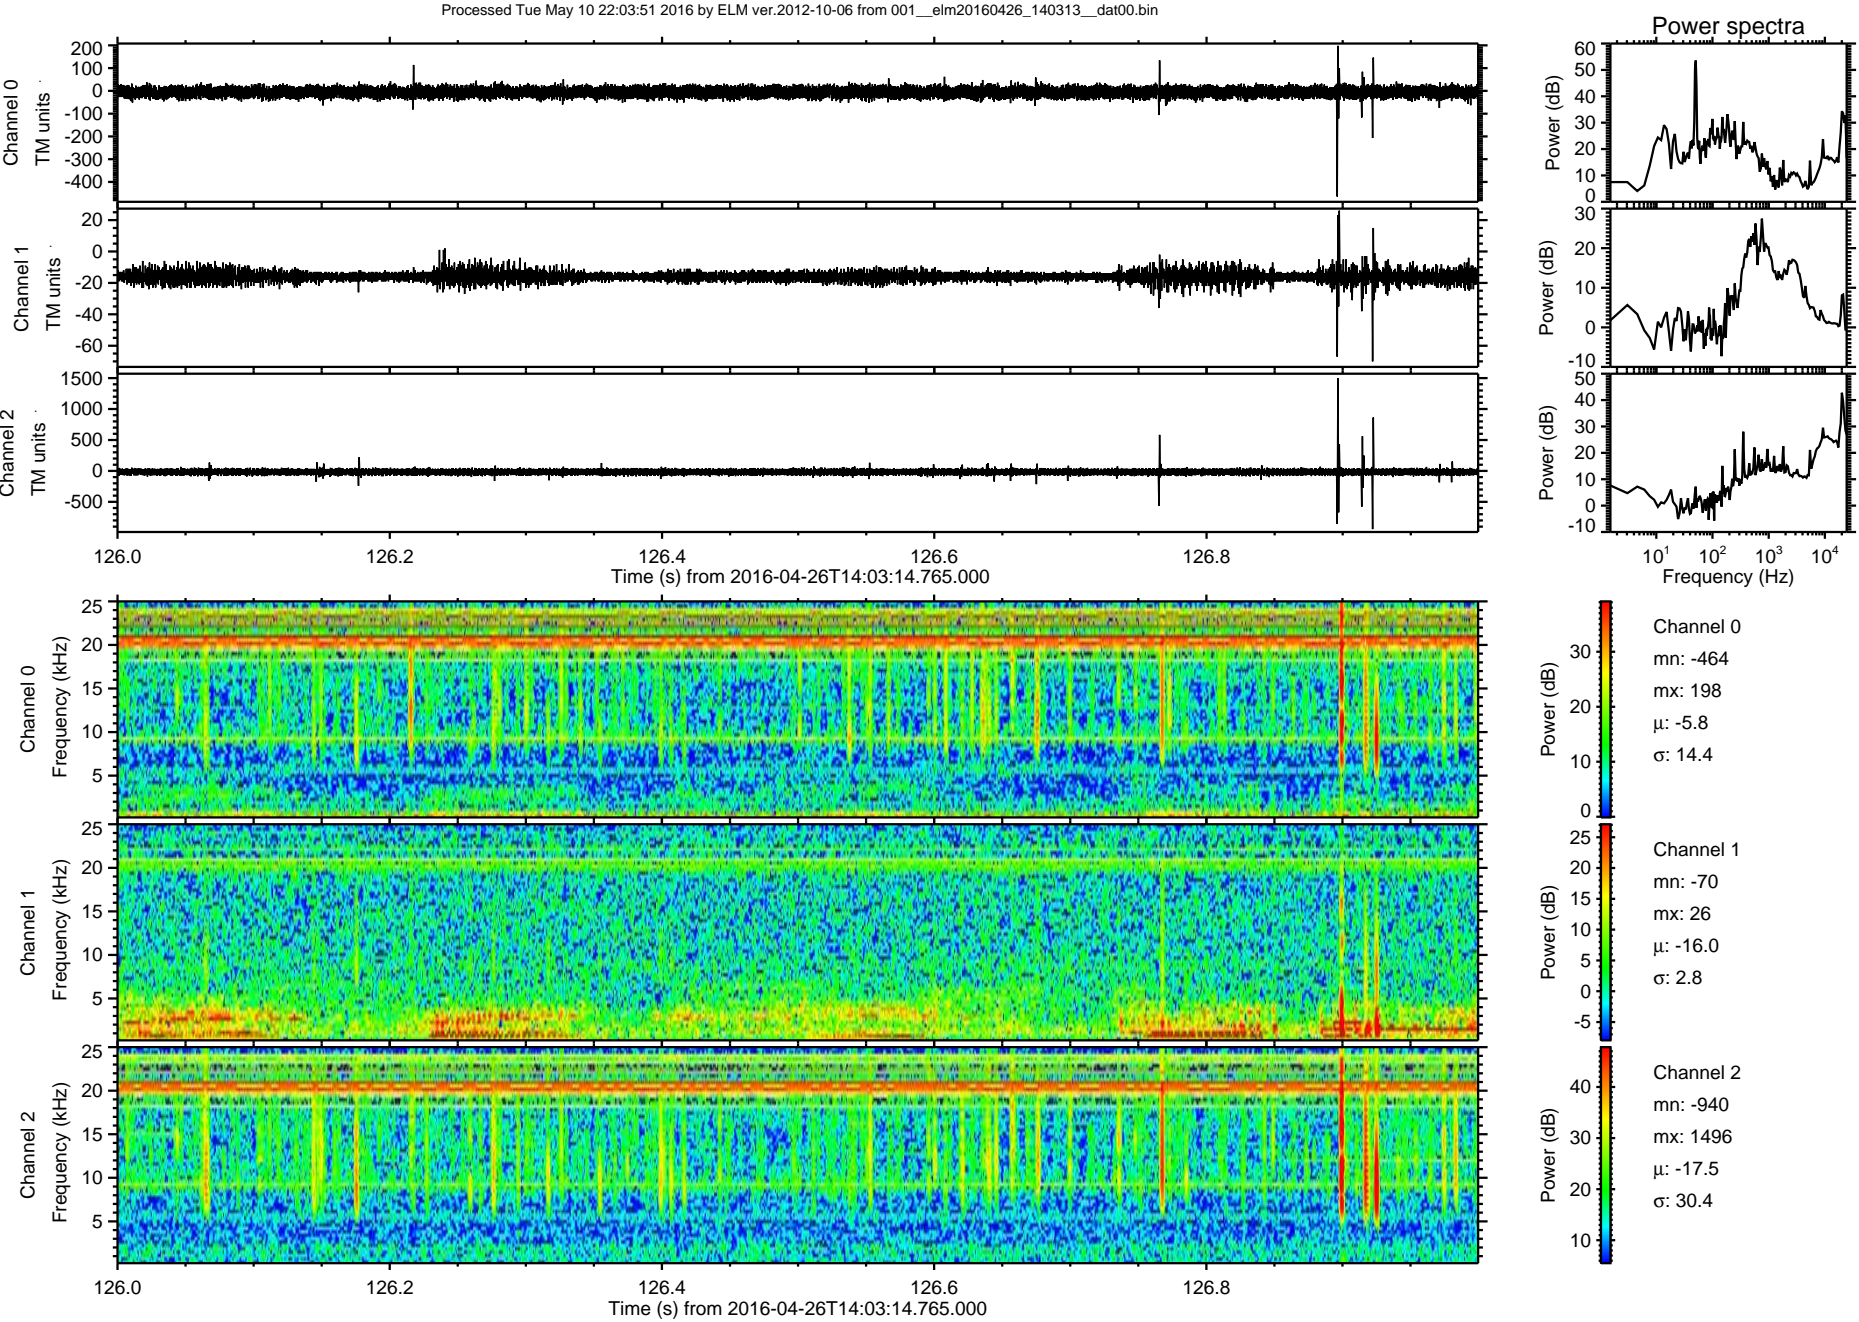 Processed Tue May 10 22:03:51 2016 by ELM ver.2012-10-06 from 001__elm20160426_140313__dat00.bin
Power spectra
Channel 0
TM units
200
100
0
-100
-200
-300
-400
Power (dB)
60
50
40
30
20
10
0
Channel 1
TM units
20
0
-20
-40
-60
Power (dB)
30
20
10
0
-10
Channel 2
TM units
1500
1000
500
0
-500
Power (dB)
50
40
30
20
10
0
-10
126.0 126.2 126.4 126.6 126.8
Time (s) from 2016-04-26T14:03:14.765.000
10¹ 10² 10³ 10⁴
Frequency (Hz)
Channel 0
Frequency (kHz)
25
20
15
10
5
Power (dB)
30
20
10
0
Channel 0
mn: -464
mx: 198
μ: -5.8
σ: 14.4
Channel 1
Frequency (kHz)
25
20
15
10
5
Power (dB)
25
20
15
10
5
0
-5
Channel 1
mn: -70
mx: 26
μ: -16.0
σ: 2.8
Channel 2
Frequency (kHz)
25
20
15
10
5
Power (dB)
40
30
20
10
Channel 2
mn: -940
mx: 1496
μ: -17.5
σ: 30.4
126.0 126.2 126.4 126.6 126.8
Time (s) from 2016-04-26T14:03:14.765.000